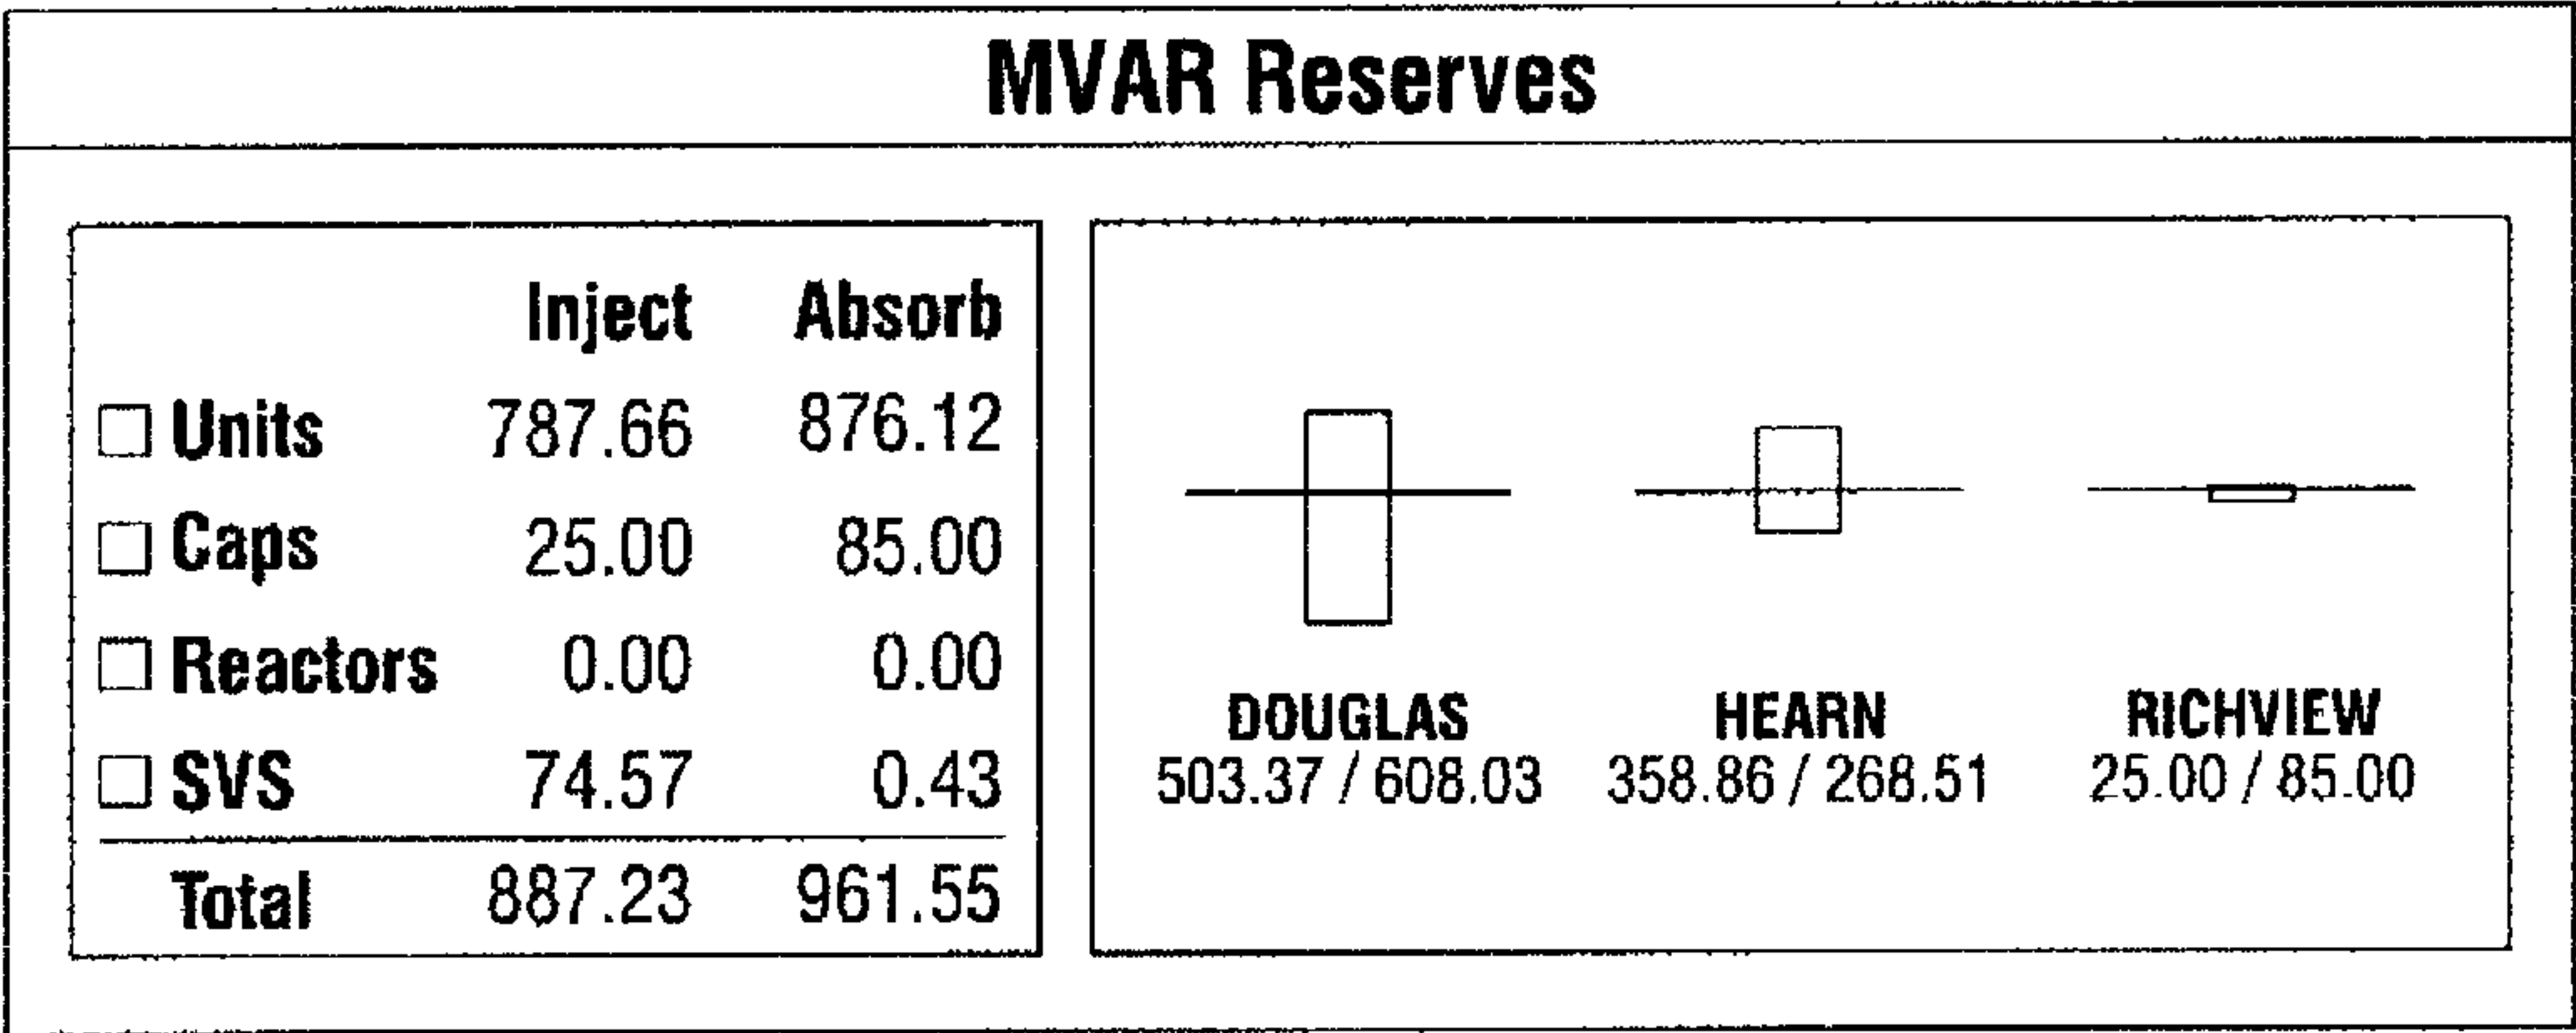 MVAR Reserves
Inject Absorb
Units 787.66 876.12
Caps 25.00 85.00
Reactors 0.00 0.00
SVS 74.57 0.43
Total 887.23 961.55
DOUGLAS HEARN RICHVIEW
503.37 / 608.03 358.86 / 268.51 25.00 / 85.00